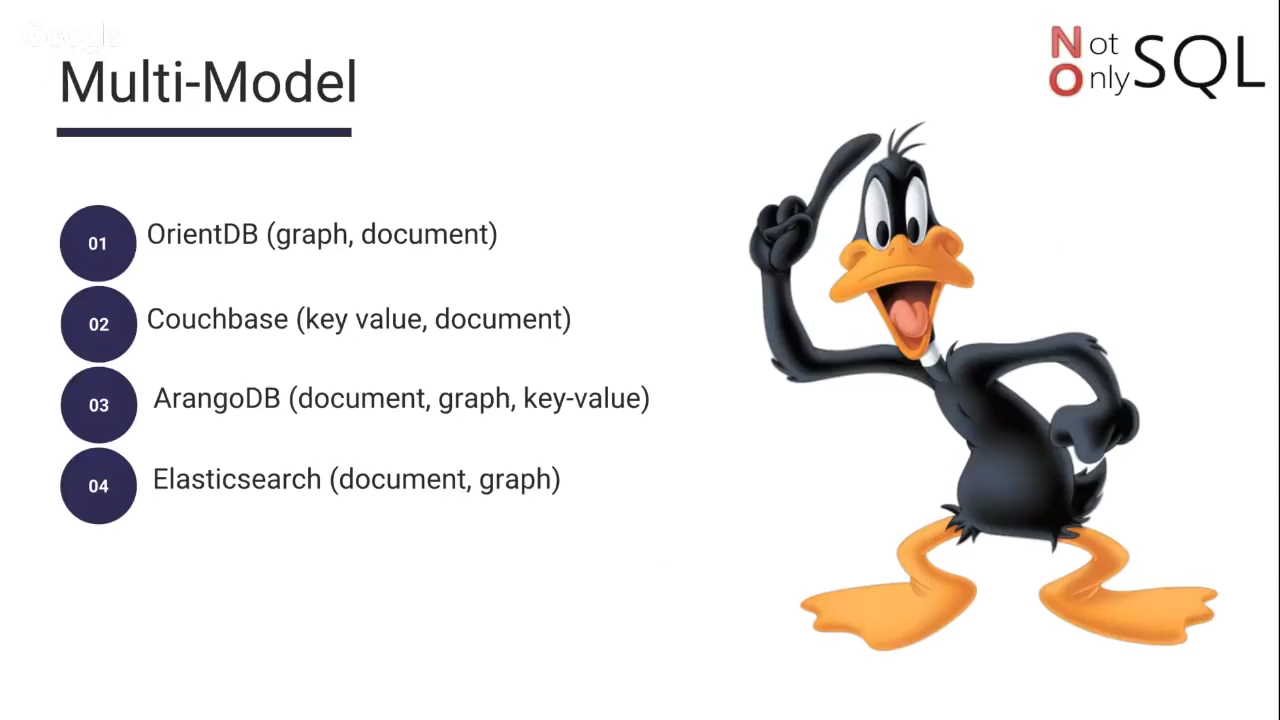 Google
Multi-Model
Not
Only SQL
01 OrientDB (graph, document)
02 Couchbase (key value, document)
03 ArangoDB (document, graph, key-value)
04 Elasticsearch (document, graph)